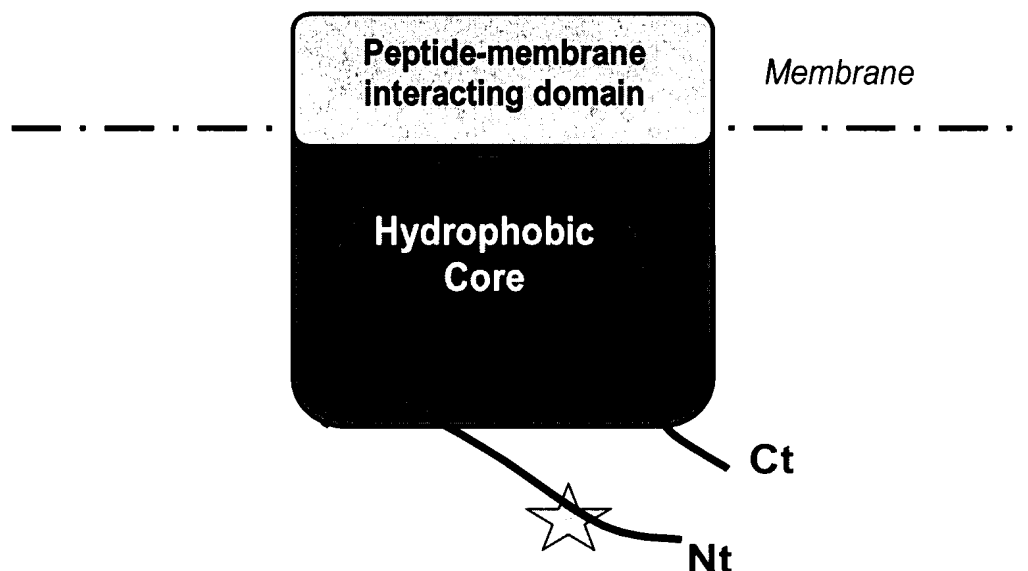 Peptide-membrane
interacting domain
Membrane
Hydrophobic
Core
Ct
Nt